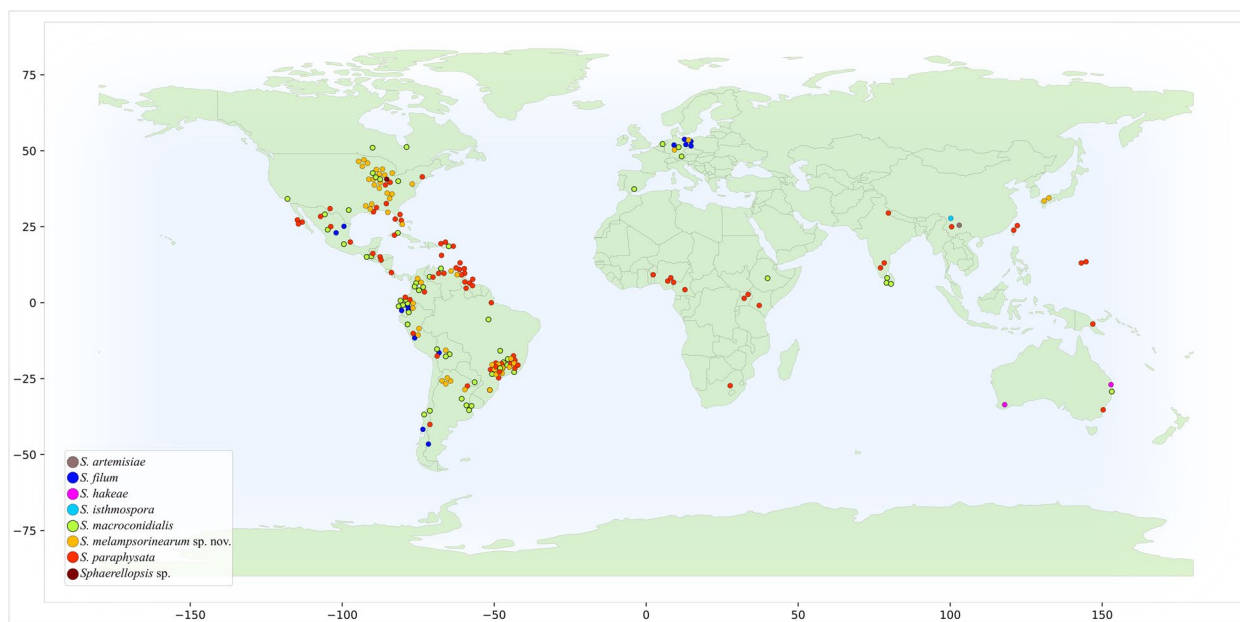 75
50
25
0
−25
−50
−75
S. artemisiae
S. filum
S. hakeae
S. isthmospora
S. macroconidialis
S. melampsorinearum sp. nov.
S. paraphysata
Sphaerellopsis sp.
−150 −100 −50 0 50 100 150